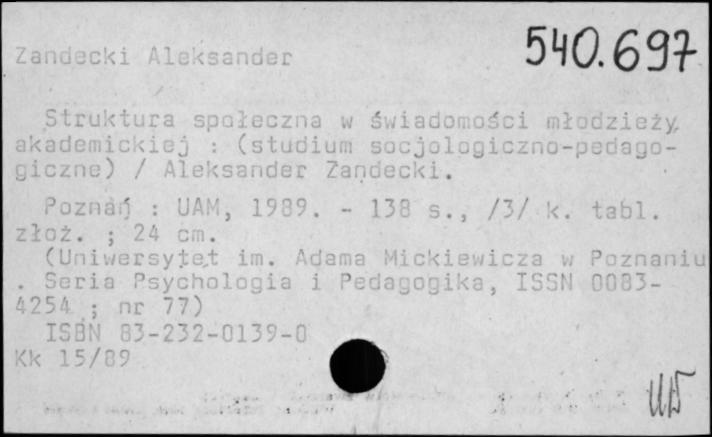 540.697
Zandecki Aleksander
Struktura społeczna w świadomości młodzieży
akademickiej : (studium socjologiczno-pedago-
giczne) / Aleksander Zandecki.
Poznań : UAM, 1989. - 138 s., /3/ k. tabl.
złoż. ; 24 cm.
(Uniwersytet im. Adama Mickiewicza w Poznaniu
. Seria Psychologia i Pedagogika, ISSN 0083-
4254 ; nr 77)
ISBN 83-232-0139-0
Kk 15/89